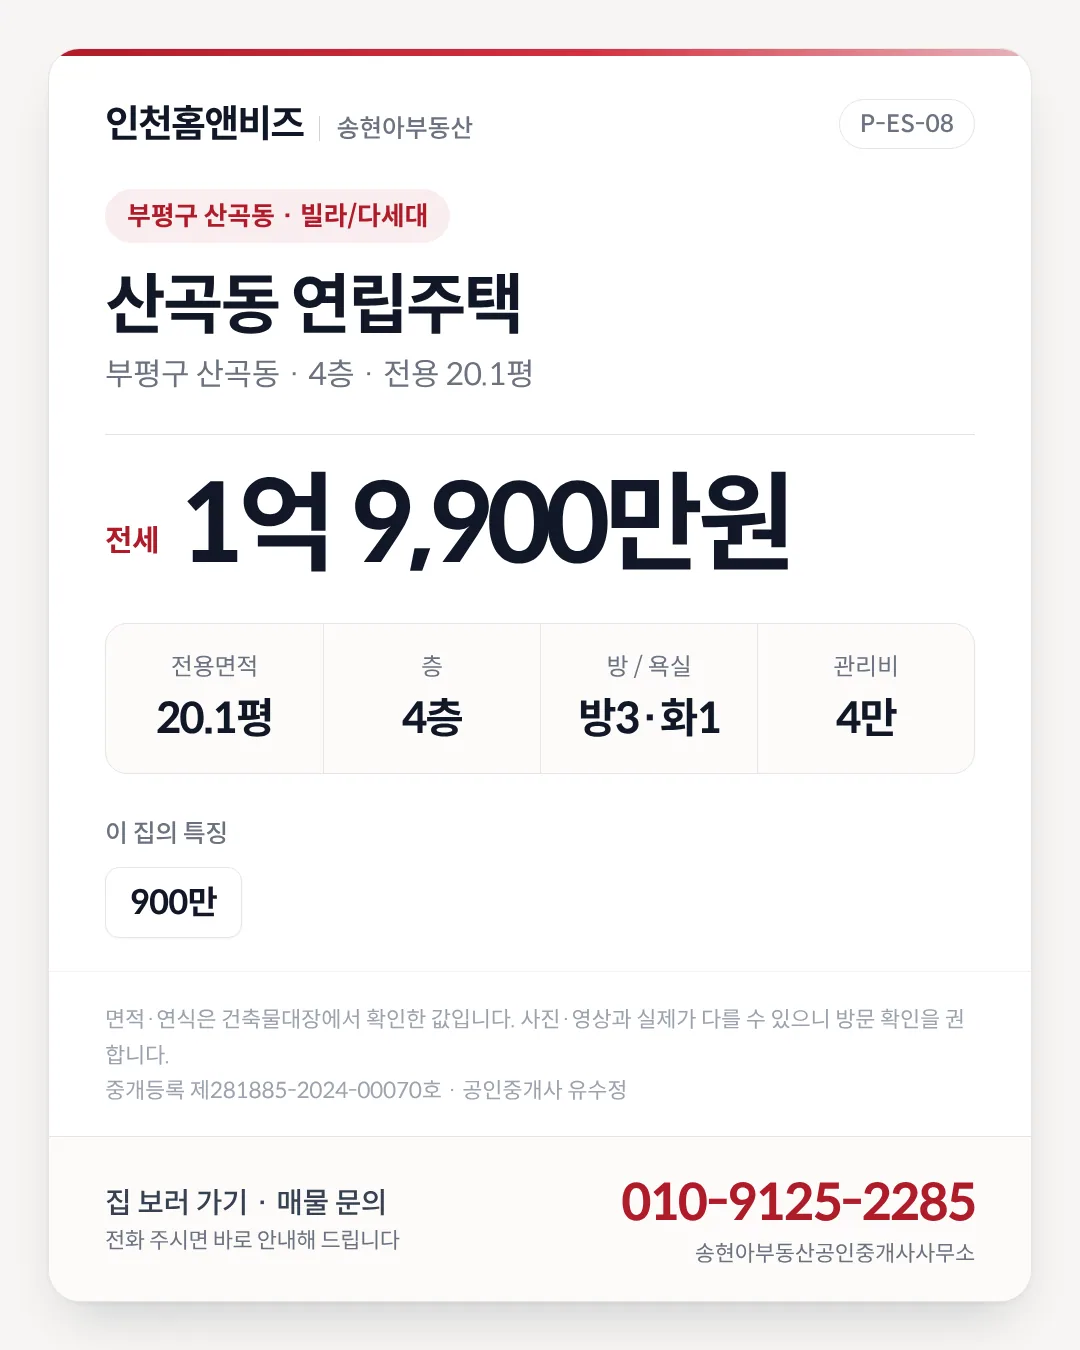 인천홈앤비즈 | 송현아부동산
P-ES-08
부평구 산곡동 · 빌라/다세대
산곡동 연립주택
부평구 산곡동 · 4층 · 전용 20.1평
전세 1억 9,900만원
전용면적 층 방 / 욕실 관리비
20.1평 4층 방3·화1 4만
이 집의 특징
900만
면적·연식은 건축물대장에서 확인한 값입니다. 사진·영상과 실제가 다를 수 있으니 방문 확인을 권
합니다.
중개등록 제281885-2024-00070호 · 공인중개사 유수정
집 보러 가기 · 매물 문의
전화 주시면 바로 안내해 드립니다
010-9125-2285
송현아부동산공인중개사사무소